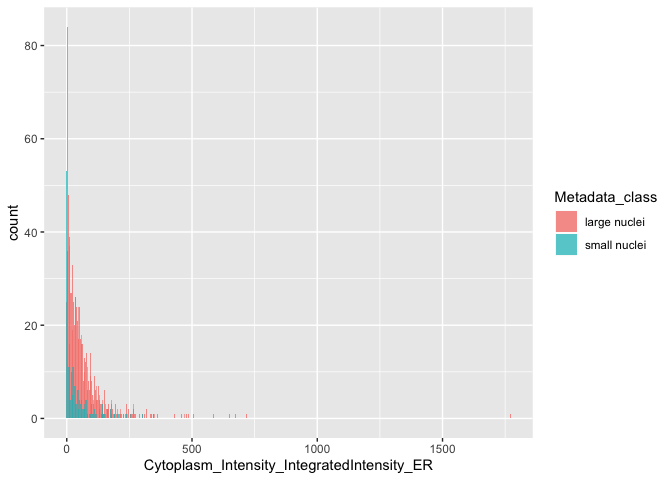 80
60
40
20
0
count
0 500 1000 1500
Cytoplasm_Intensity_IntegratedIntensity_ER
Metadata_class
large nuclei
small nuclei